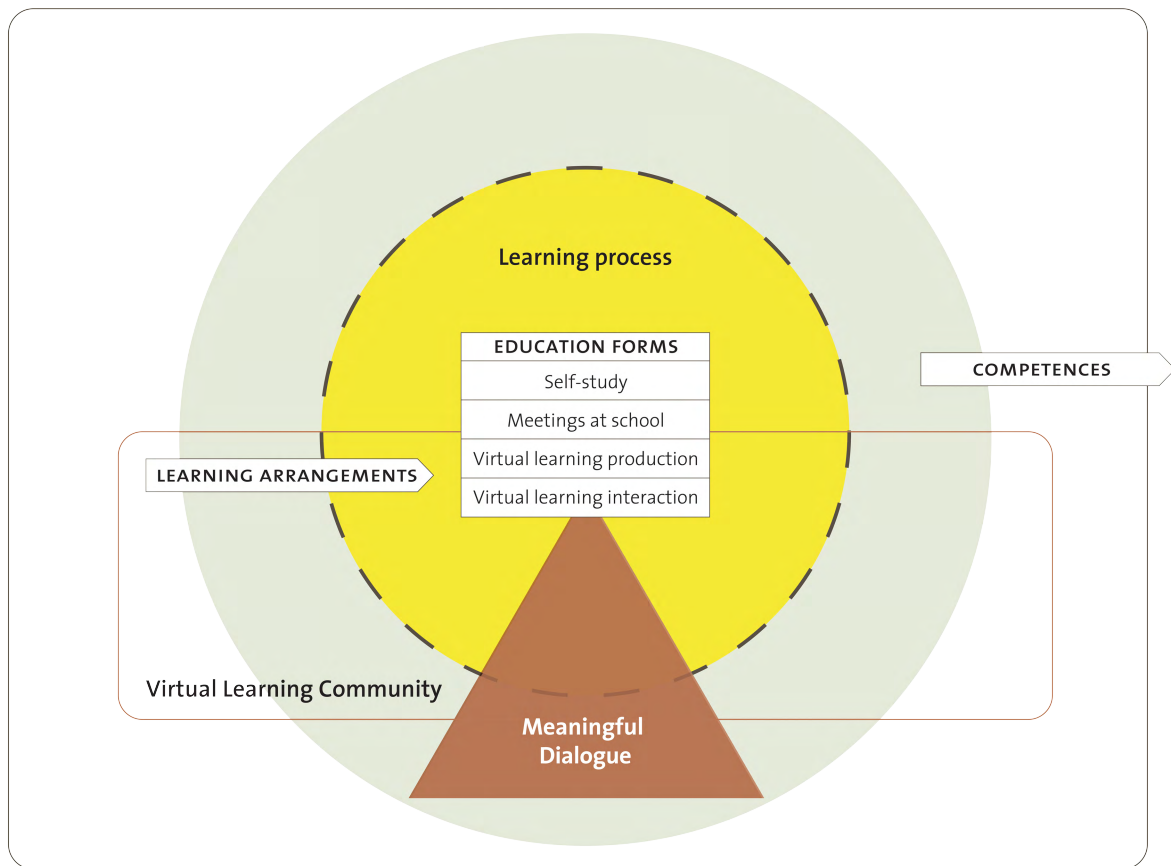 Learning process
EDUCATION FORMS
Self-study
Meetings at school
Virtual learning production
Virtual learning interaction
COMPETENCES
LEARNING ARRANGEMENTS
Virtual Learning Community
Meaningful
Dialogue